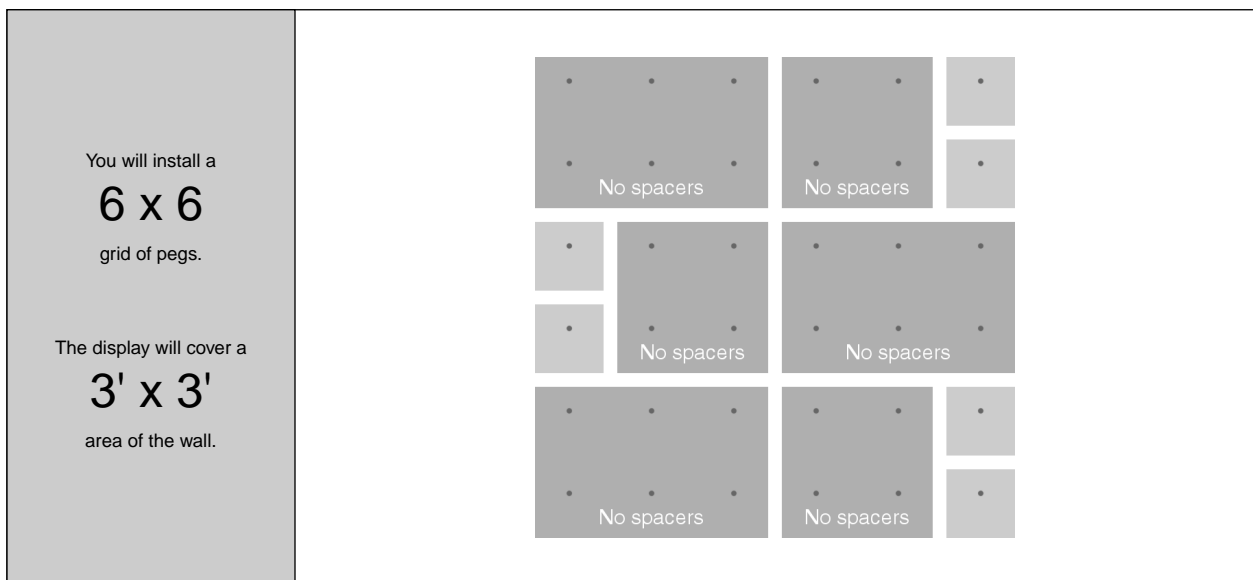 You will install a
6 x 6
grid of pegs.
The display will cover a
3' x 3'
area of the wall.
No spacers
No spacers
No spacers
No spacers
No spacers
No spacers